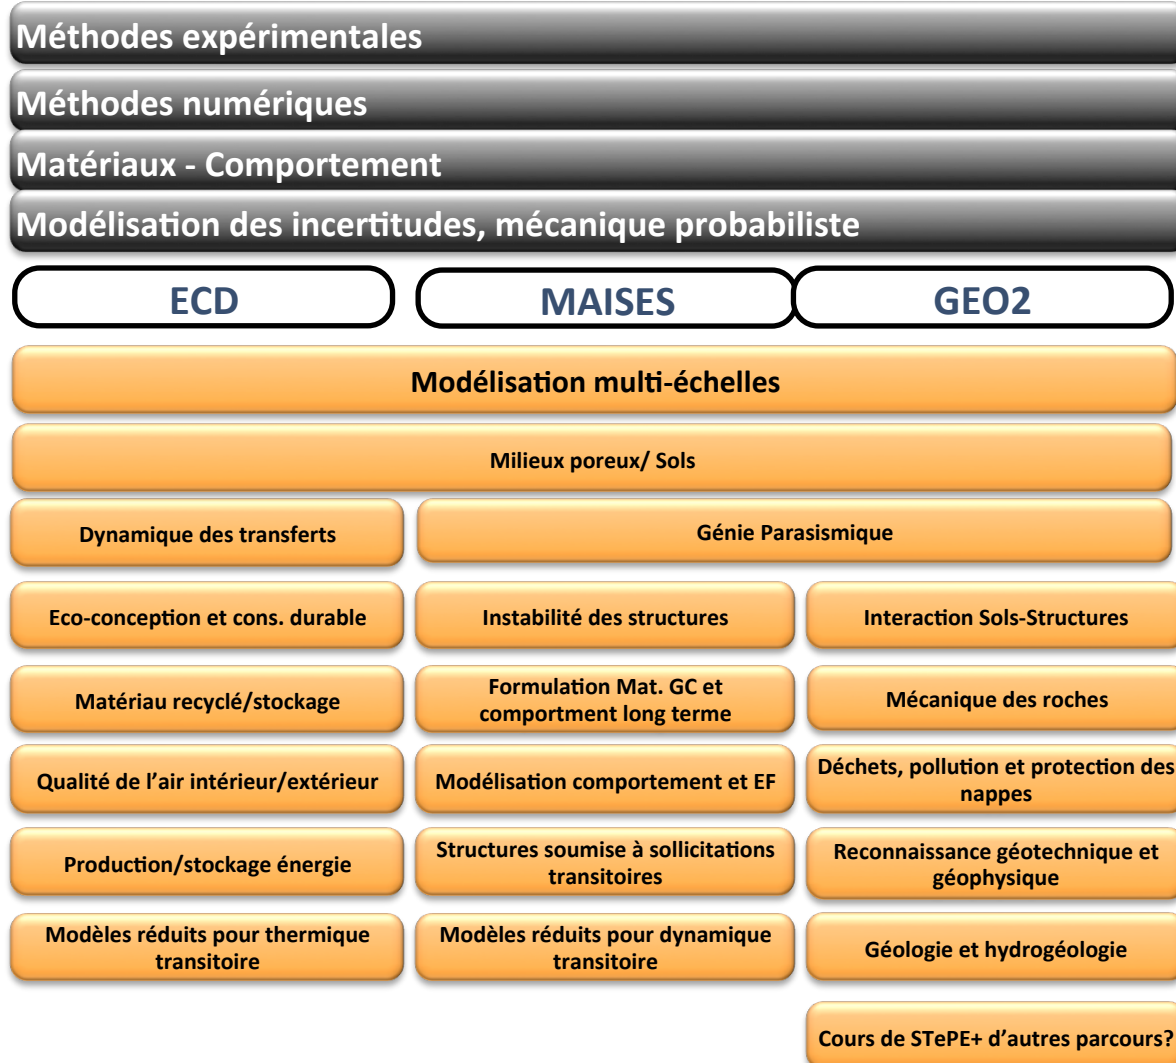 Méthodes expérimentales
Méthodes numériques
Matériaux - Comportement
Modélisation des incertitudes, mécanique probabiliste
ECD
MAISES
GEO2
Modélisation multi-échelles
Milieux poreux/ Sols
Dynamique des transferts
Génie Parasismique
Eco-conception et cons. durable
Instabilité des structures
Interaction Sols-Structures
Matériau recyclé/stockage
Formulation Mat. GC et
comportment long terme
Mécanique des roches
Qualité de l’air intérieur/extérieur
Modélisation comportement et EF
Déchets, pollution et protection des
nappes
Production/stockage énergie
Structures soumise à sollicitations
transitoires
Reconnaissance géotechnique et
géophysique
Modèles réduits pour thermique
transitoire
Modèles réduits pour dynamique
transitoire
Géologie et hydrogéologie
Cours de STePE+ d’autres parcours?